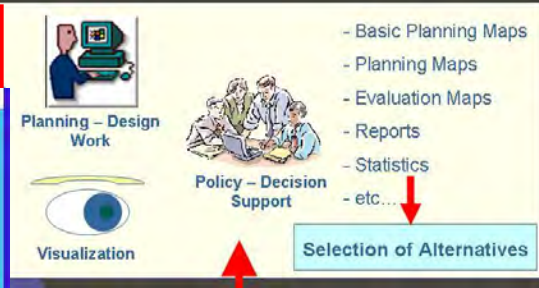 Planning – Design
Work
Visualization
Policy – Decision
Support
- Basic Planning Maps
- Planning Maps
- Evaluation Maps
- Reports
- Statistics
- etc...
Selection of Alternatives